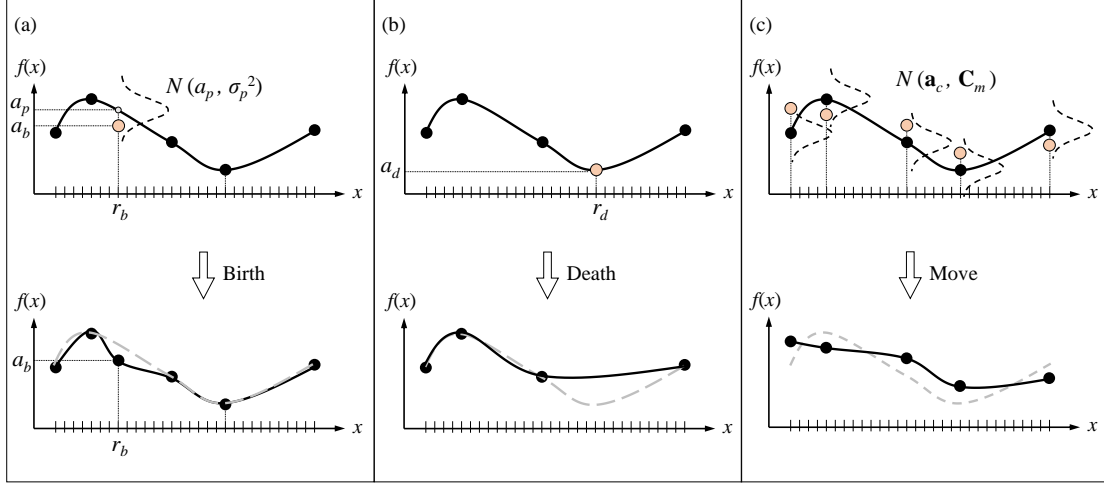 (a)
f(x)
N (a_p, σ_p^2)
a_p
a_b
x
r_b
Birth
f(x)
a_b
x
r_b
(b)
f(x)
a_d
x
r_d
Death
f(x)
x
(c)
f(x)
N (a_c, C_m)
x
Move
f(x)
x